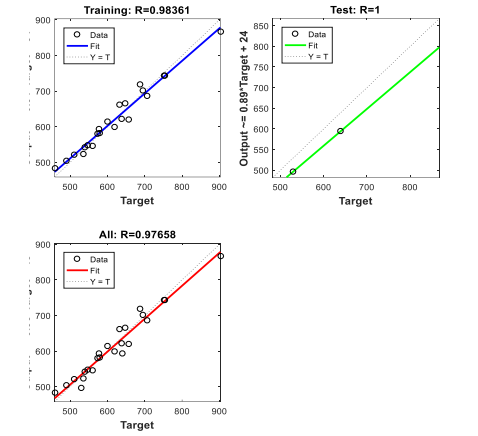 Training: R=0.98361
900
800
700
600
500
Data
Fit
Y = T
500 600 700 800 900
Target
Test: R=1
Output ~= 0.89*Target + 24
850
800
750
700
650
600
550
500
Data
Fit
Y = T
500 600 700 800
Target
All: R=0.97658
900
800
700
600
500
400
Data
Fit
Y = T
500 600 700 800 900
Target